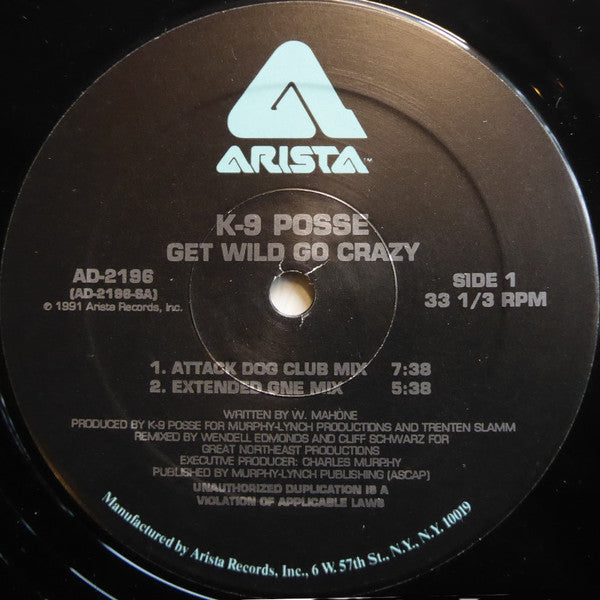 ARISTA™
K-9 POSSE
GET WILD GO CRAZY
AD-2196
(AD-2196-SA)
℗ 1991 Arista Records, Inc.
SIDE 1
33 1/3 RPM
1. ATTACK DOG CLUB MIX 7:38
2. EXTENDED GNE MIX 5:38
WRITTEN BY W. MAHONE
PRODUCED BY K-9 POSSE FOR MURPHY-LYNCH PRODUCTIONS AND TRENTEN SLAMM
REMIXED BY WENDELL EDMONDS AND CLIFF SCHWARZ FOR
GREAT NORTHEAST PRODUCTIONS
EXECUTIVE PRODUCER: CHARLES MURPHY
PUBLISHED BY MURPHY-LYNCH PUBLISHING (ASCAP)
UNAUTHORIZED DUPLICATION IS A
VIOLATION OF APPLICABLE LAWS
Manufactured by Arista Records, Inc., 6 W. 57th St., N.Y., N.Y. 10019